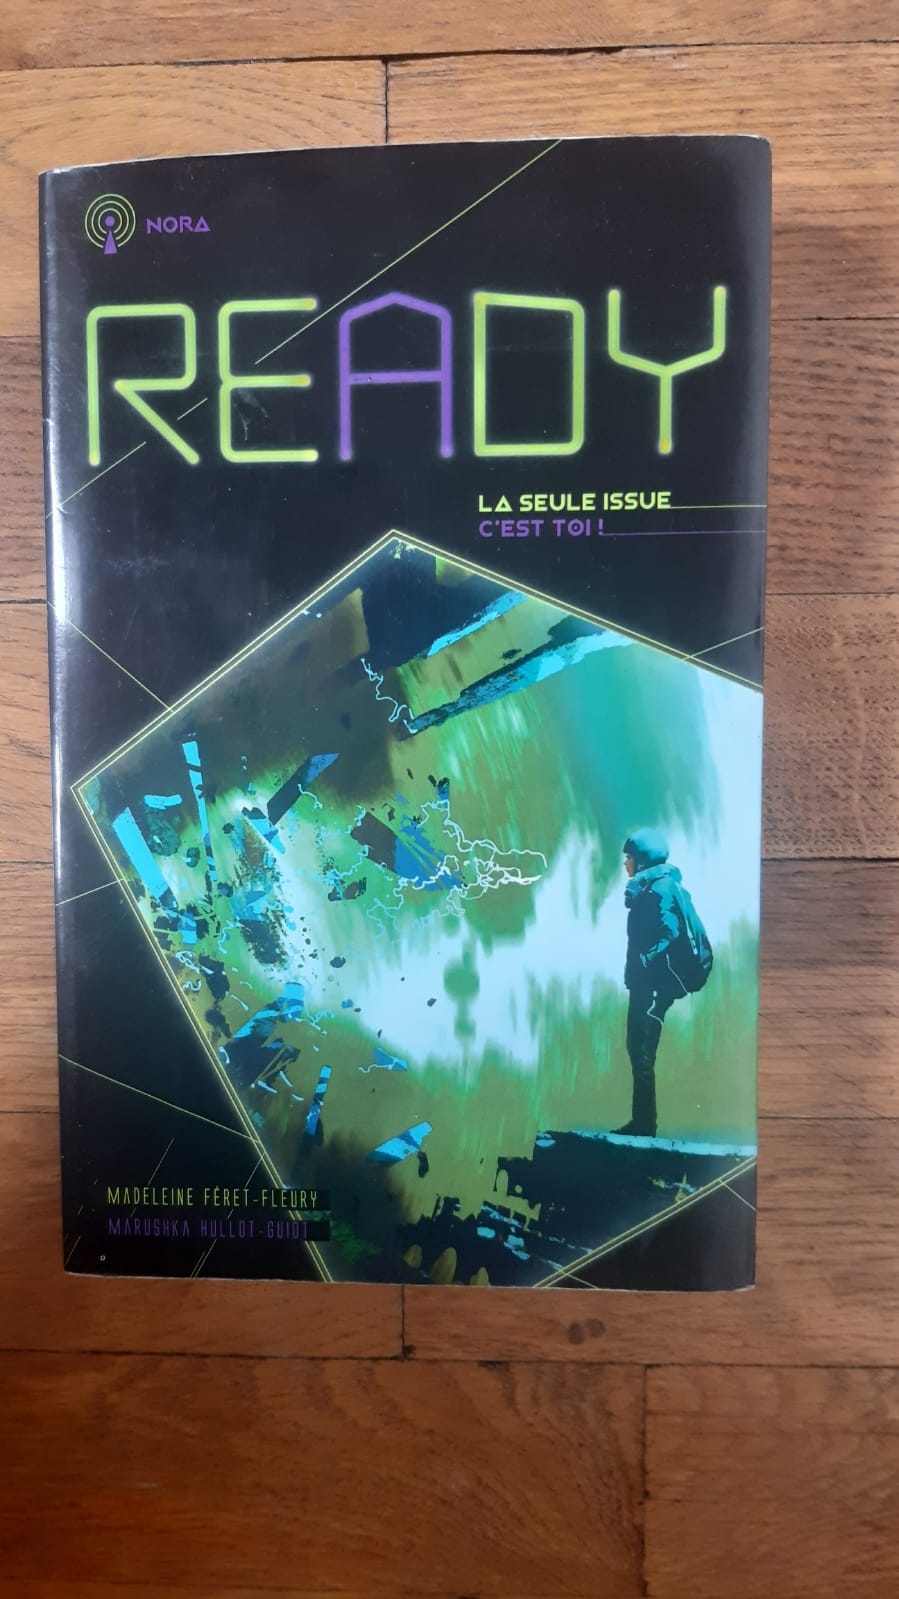 NORA
READY
LA SEULE ISSUE
C'EST TOI !
MADELEINE FÉRET-FLEURY
MARUSHKA HULLOT-GUIOT